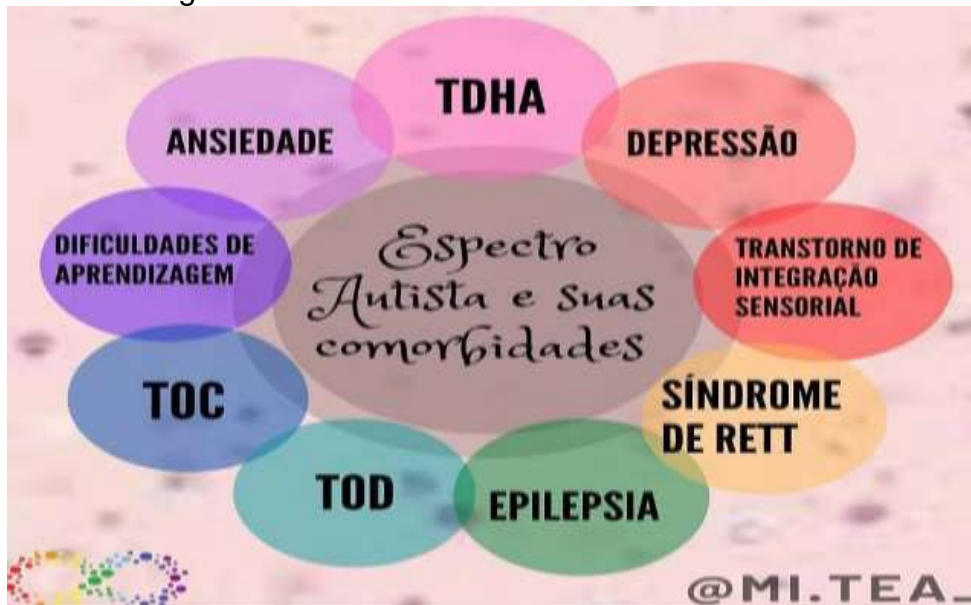 TDHA
ANSIEDADE
DEPRESSÃO
DIFICULDADES DE
APRENDIZAGEM
Espectro
Autista e suas
comorbidades
TRANSTORNO DE
INTEGRAÇÃO
SENSORIAL
TOC
SÍNDROME
DE RETT
TOD
EPILEPSIA
@MI.TEA_